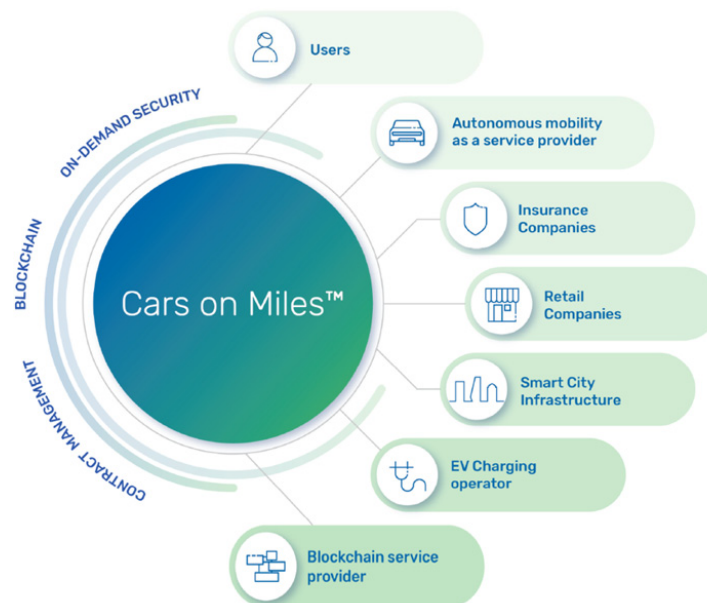 Users
ON-DEMAND SECURITY
Autonomous mobility
as a service provider
BLOCKCHAIN
Insurance
Companies
Cars on Miles™
Retail
Companies
CONTRACT MANAGEMENT
Smart City
Infrastructure
EV Charging
operator
Blockchain service
provider